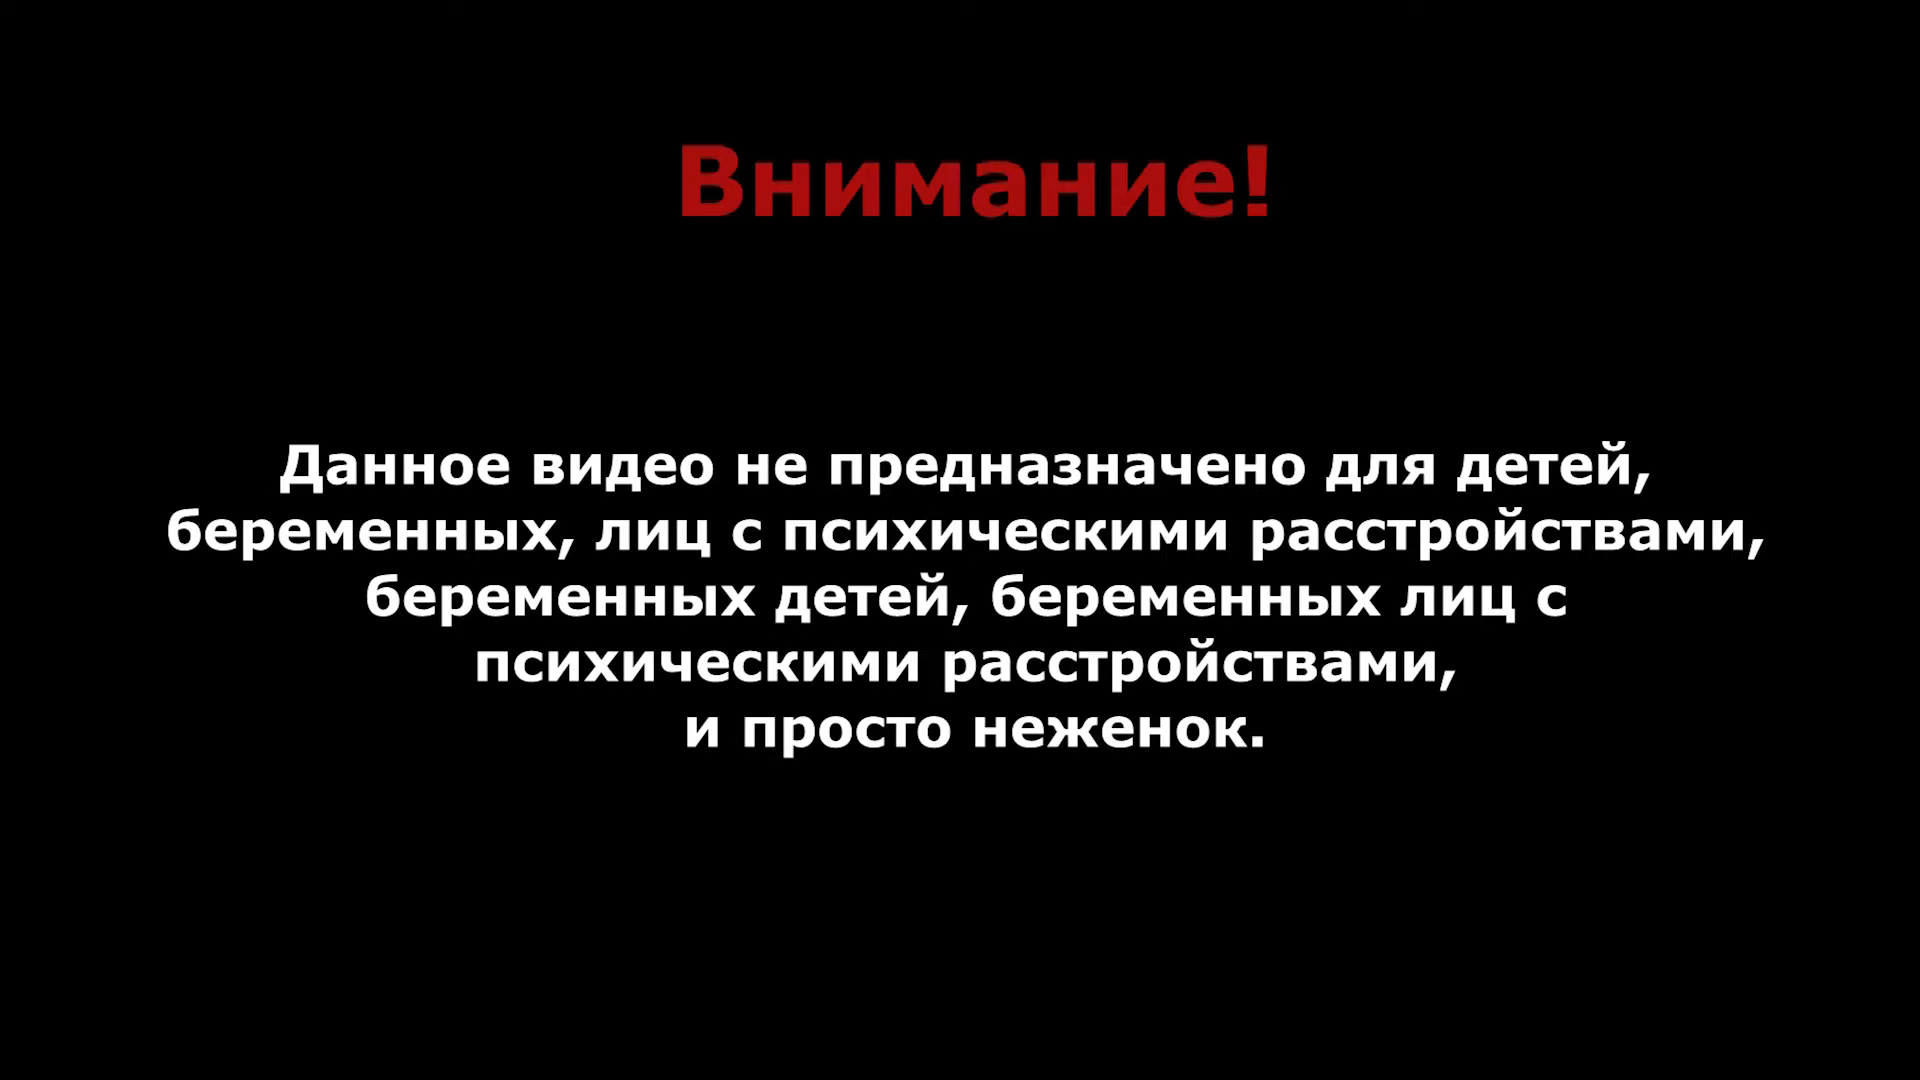 Внимание!
Данное видео не предназначено для детей,
беременных, лиц с психическими расстройствами,
беременных детей, беременных лиц с
психическими расстройствами,
и просто неженок.